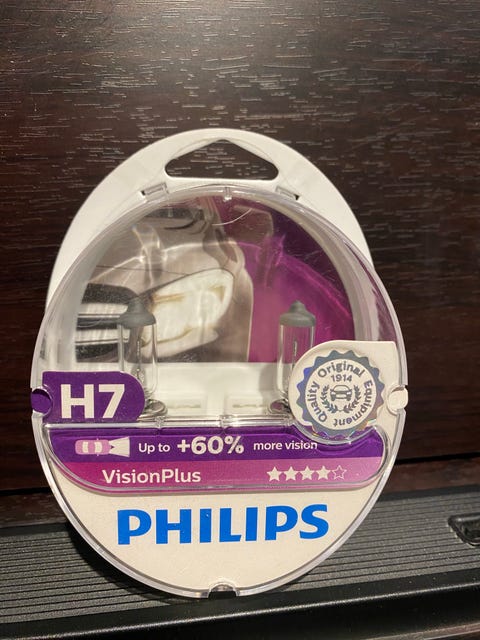 Original
1914
Quality
Equipment
H7
Up to +60% more vision
VisionPlus
PHILIPS